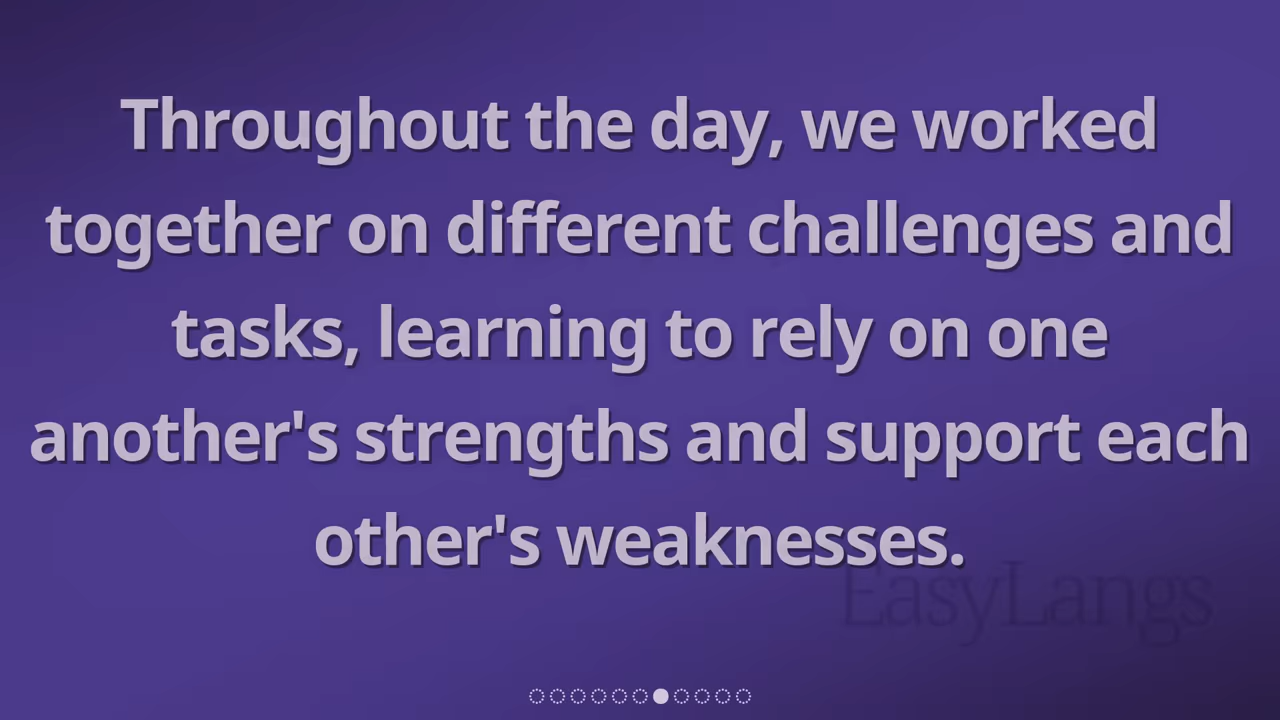 Throughout the day, we worked
together on different challenges and
tasks, learning to rely on one
another's strengths and support each
other's weaknesses.
EasyLangs